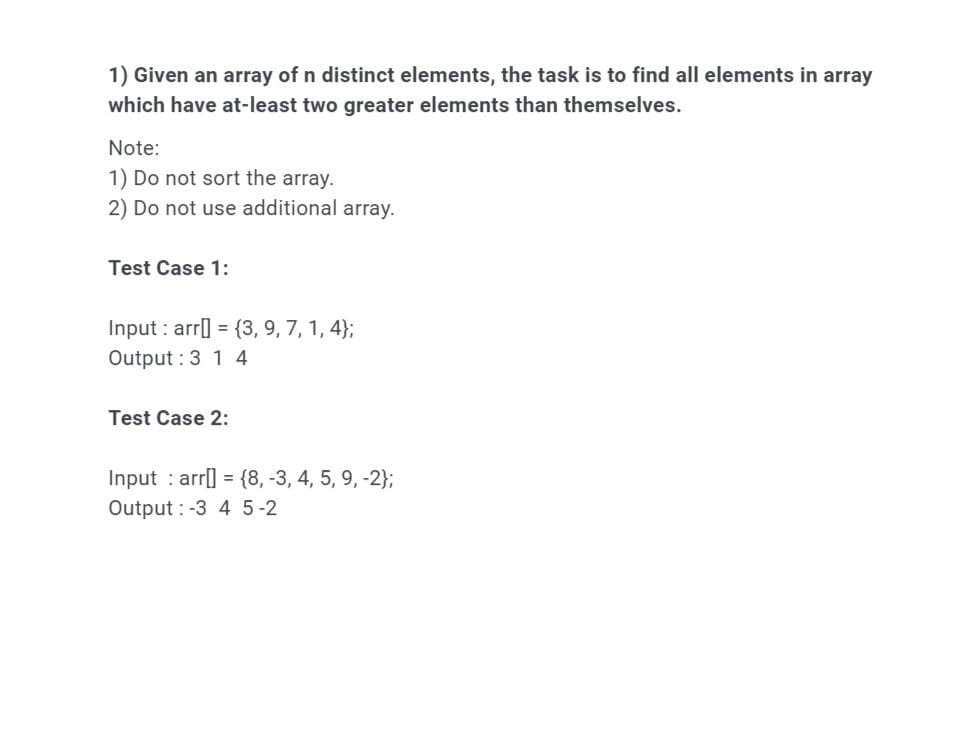 1) Given an array of n distinct elements, the task is to find all elements in array
which have at-least two greater elements than themselves.
Note:
1) Do not sort the array.
2) Do not use additional array.
Test Case 1:
Input : arr[] = {3, 9, 7, 1, 4};
Output : 3  1  4
Test Case 2:
Input  : arr[] = {8, -3, 4, 5, 9, -2};
Output : -3  4  5 -2